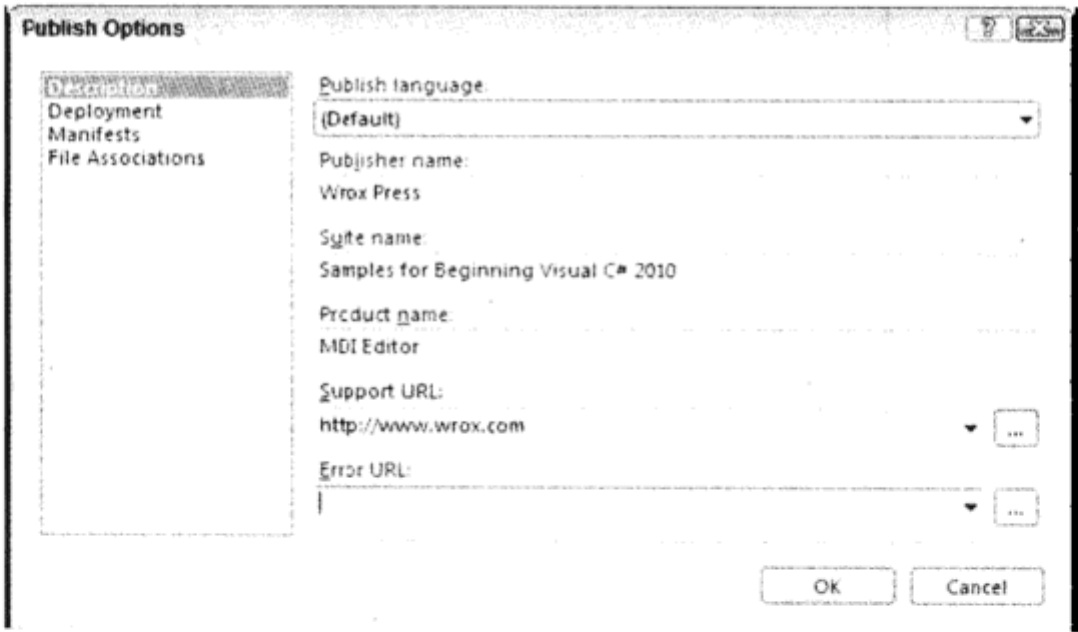 Publish Options
?
Description
Deployment
Manifests
File Associations
Publish language:
(Default)
Publisher name:
Wrox Press
Suite name:
Samples for Beginning Visual C# 2010
Product name:
MDI Editor
Support URL:
http://www.wrox.com
...
Error URL:
...
OK
Cancel